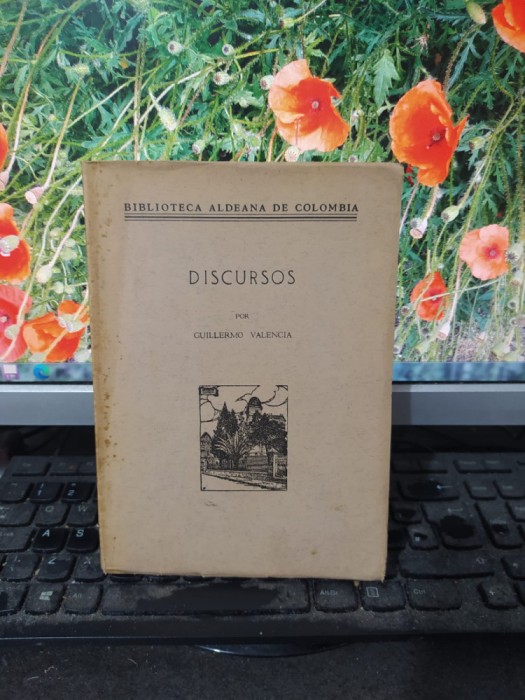 BIBLIOTECA ALDEANA DE COLOMBIA
DISCURSOS
POR
GUILLERMO VALENCIA